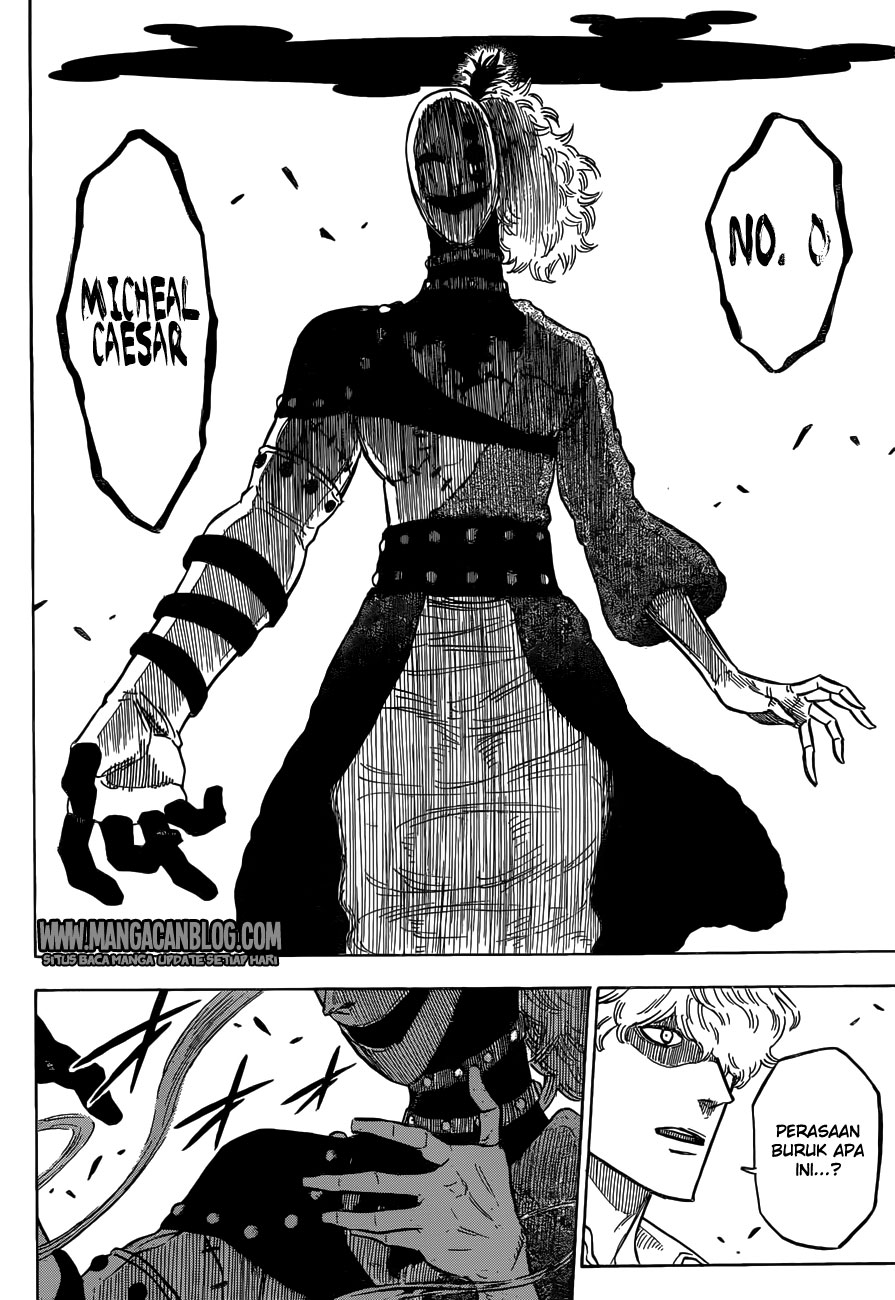 NO. 0
MICHEAL
CAESAR
WWW.MANGACANBLOG.COM
SITUS BACA MANGA UPDATE SETIAP HARI
PERASAAN
BURUK APA
INI...?